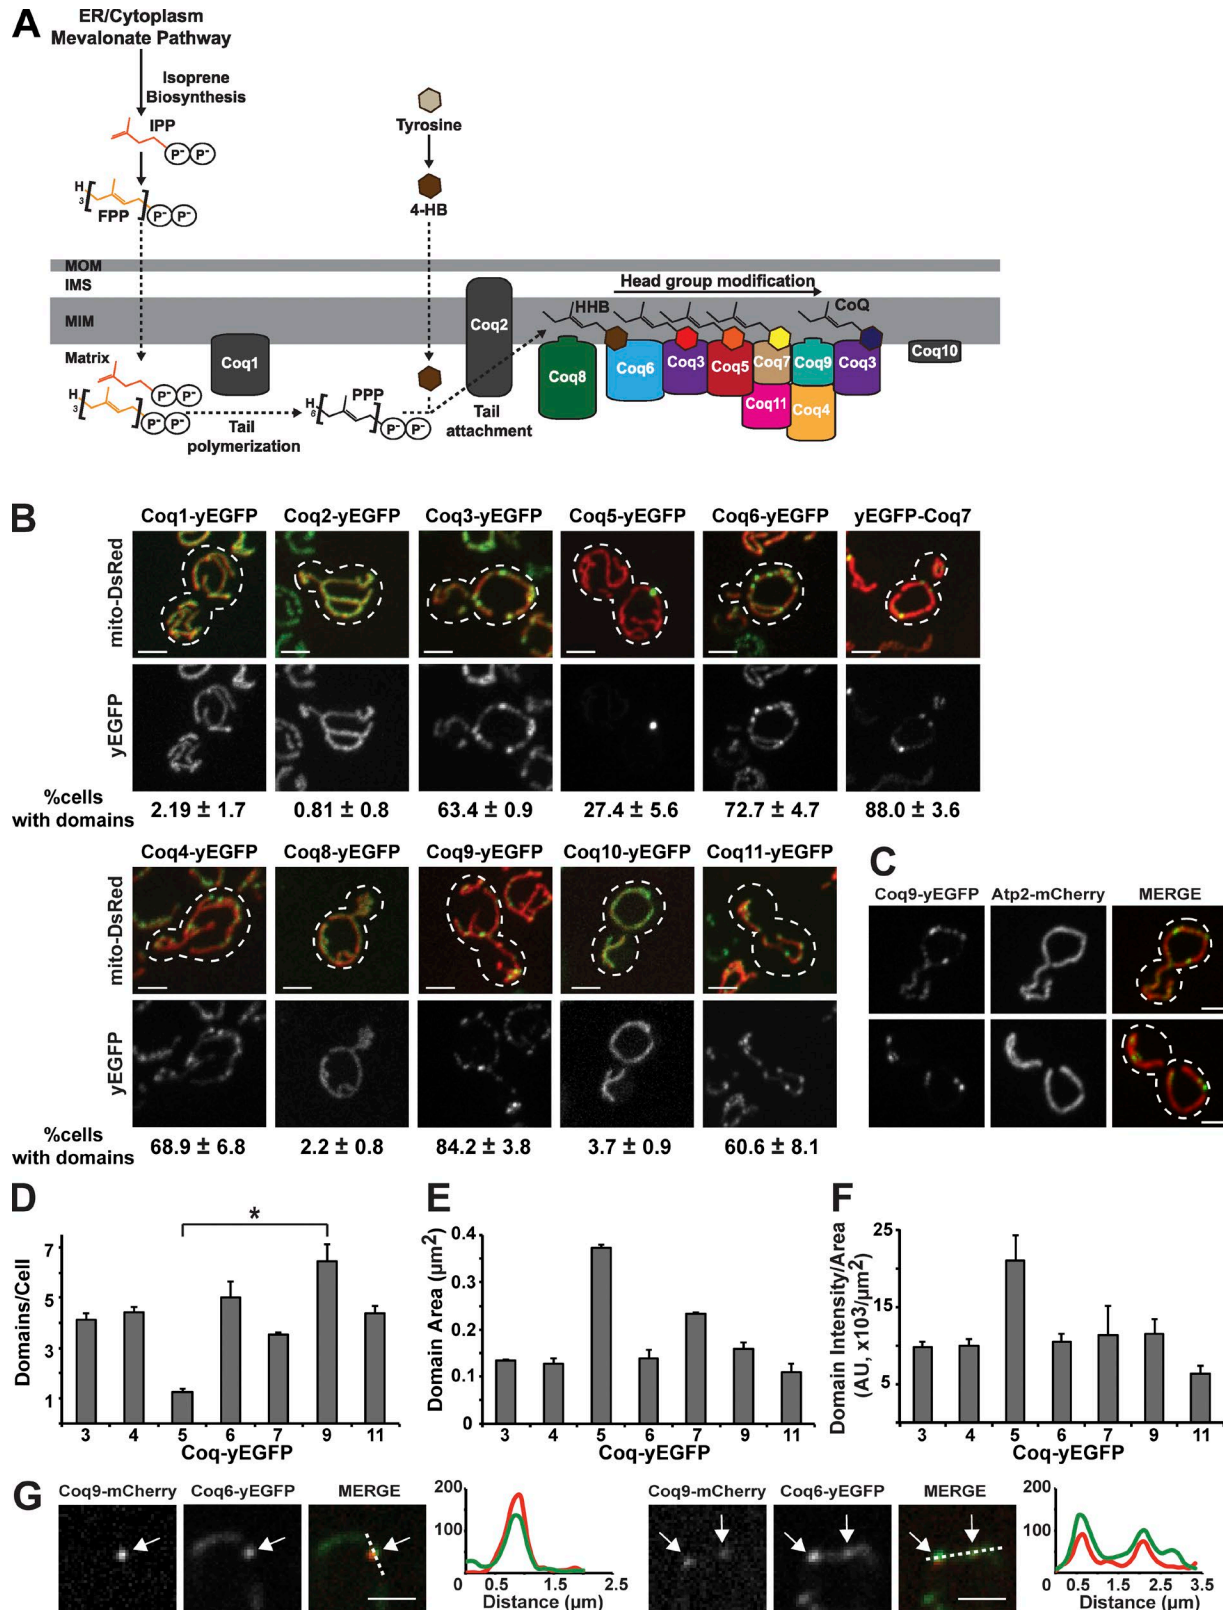 A
ER/Cytoplasm
Mevalonate Pathway
Isoprene
Biosynthesis
IPP
P- P-
H
3
FPP
P- P-
Tyrosine
4-HB
MOM
IMS
MIM
Matrix
Head group modification
HHB
CoQ
Coq1
Coq2
Coq8
Coq6
Coq3
Coq5
Coq7
Coq9
Coq3
Coq10
Coq11
Coq4
P- P-
H
3
P- P-
H
6
PPP
P- P-
Tail
polymerization
Tail
attachment
B
Coq1-yEGFP Coq2-yEGFP Coq3-yEGFP Coq5-yEGFP Coq6-yEGFP yEGFP-Coq7
mito-DsRed
yEGFP
%cells
with domains
2.19 ± 1.7 0.81 ± 0.8 63.4 ± 0.9 27.4 ± 5.6 72.7 ± 4.7 88.0 ± 3.6
Coq4-yEGFP Coq8-yEGFP Coq9-yEGFP Coq10-yEGFP Coq11-yEGFP
mito-DsRed
yEGFP
%cells
with domains
68.9 ± 6.8 2.2 ± 0.8 84.2 ± 3.8 3.7 ± 0.9 60.6 ± 8.1
C
Coq9-yEGFP Atp2-mCherry MERGE
D
Domains/Cell
7
5
3
1
*
3 4 5 6 7 9 11
Coq-yEGFP
E
Domain Area (µm2)
0.4
0.3
0.2
0.1
0
3 4 5 6 7 9 11
Coq-yEGFP
F
Domain Intensity/Area
(AU, x103/µm2)
25
15
5
3 4 5 6 7 9 11
Coq-yEGFP
G
Coq9-mCherry Coq6-yEGFP MERGE
200
100
0 0.5 1.5 2.5
Distance (µm)
Coq9-mCherry Coq6-yEGFP MERGE
200
100
0 0.5 1.5 2.5 3.5
Distance (µm)